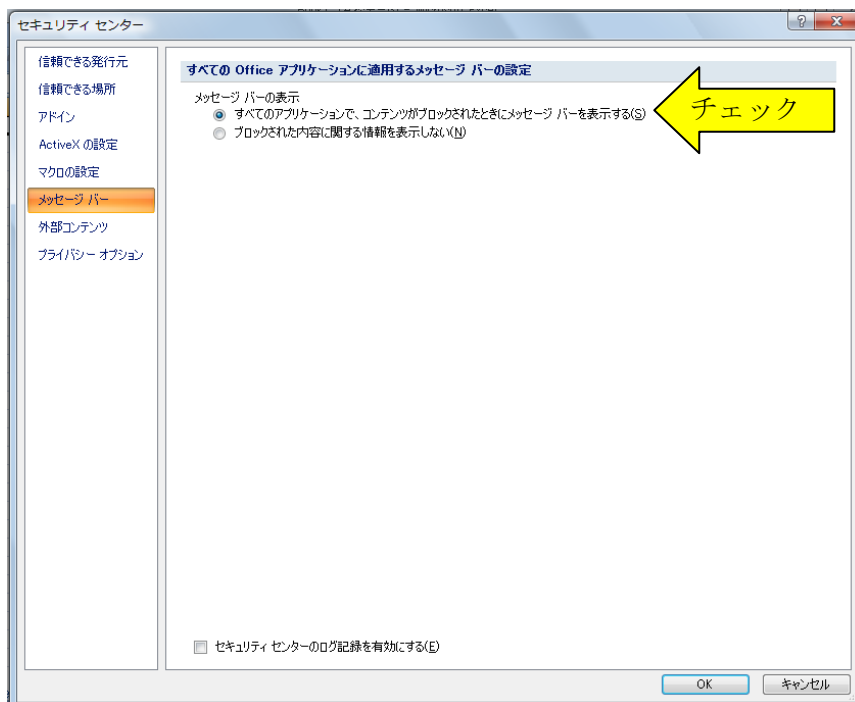 セキュリティ センター
信頼できる発行元
信頼できる場所
アドイン
ActiveX の設定
マクロの設定
メッセージ バー
外部コンテンツ
プライバシー オプション
すべての Office アプリケーションに適用するメッセージ バーの設定
メッセージ バーの表示
すべてのアプリケーションで、コンテンツがブロックされたときにメッセージ バーを表示する(S)
ブロックされた内容に関する情報を表示しない(N)
チェック
セキュリティ センターのログ記録を有効にする(E)
OK
キャンセル